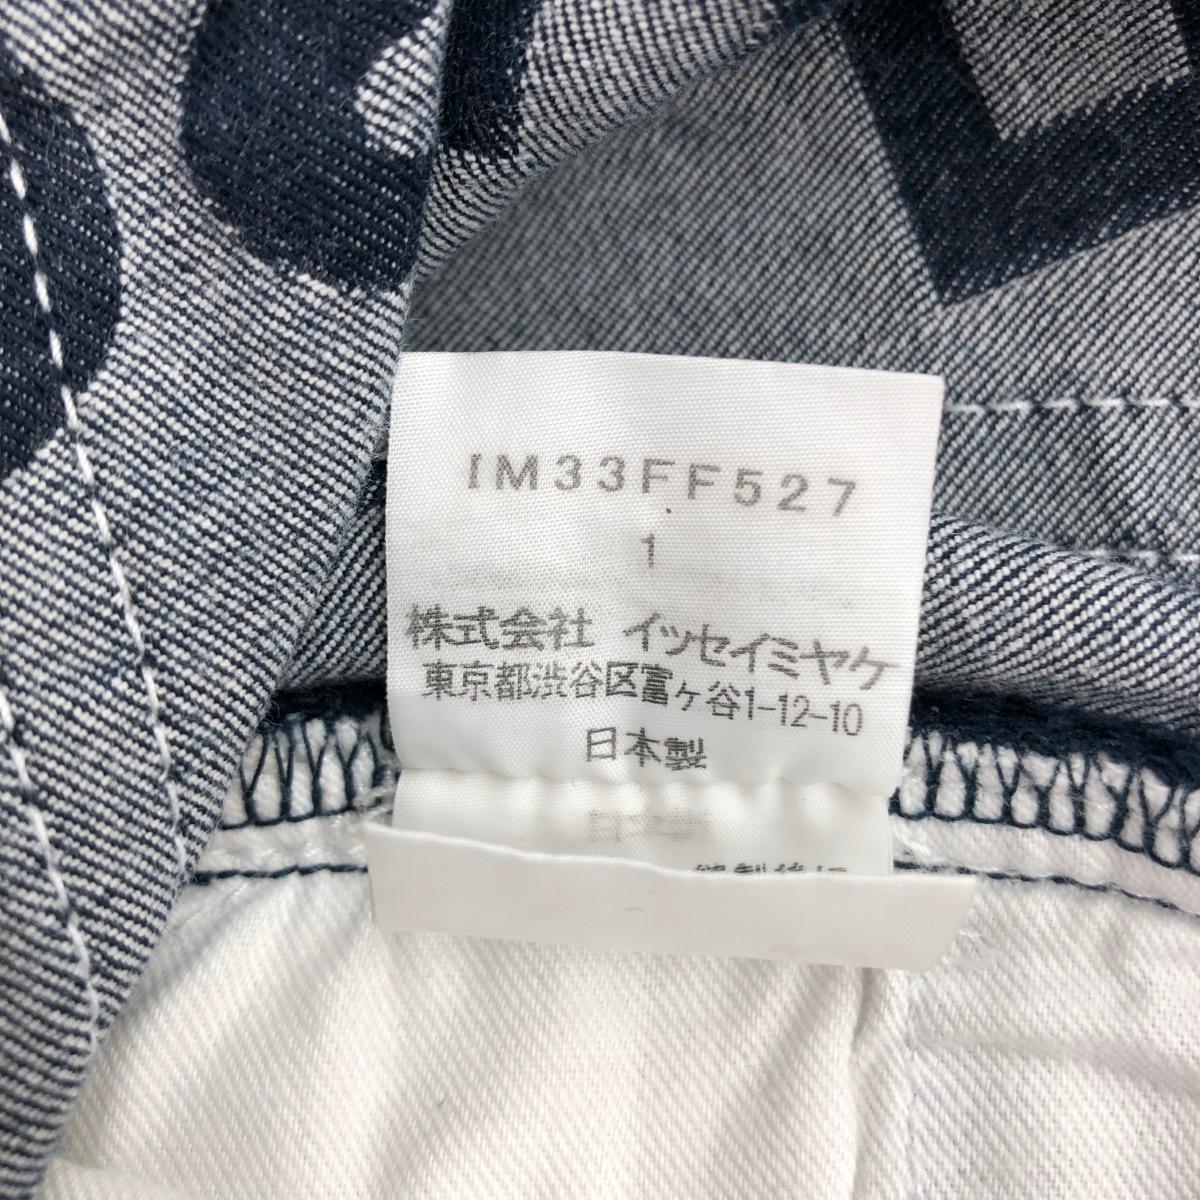 IM33FF527
1
株式会社 イッセイミヤケ
東京都渋谷区富ヶ谷1-12-10
日本製